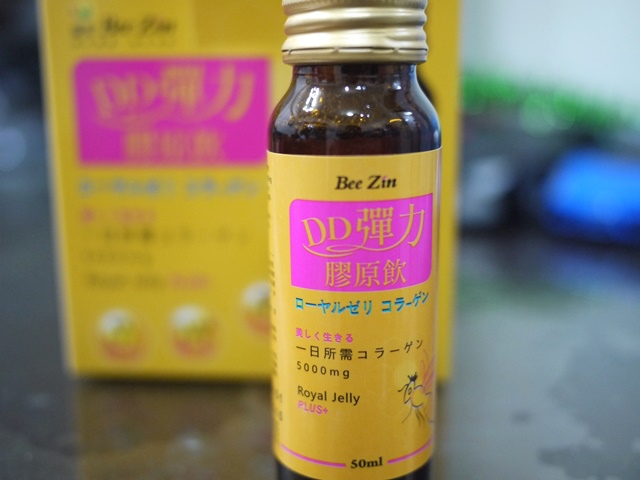 Bee Zin
DD彈力
膠原飲
Bee Zin
DD彈力
膠原飲
ローヤルゼリ コラーゲン
美しく生きる
一日所需コラーゲン
5000mg
Royal Jelly
PLUS+
50ml